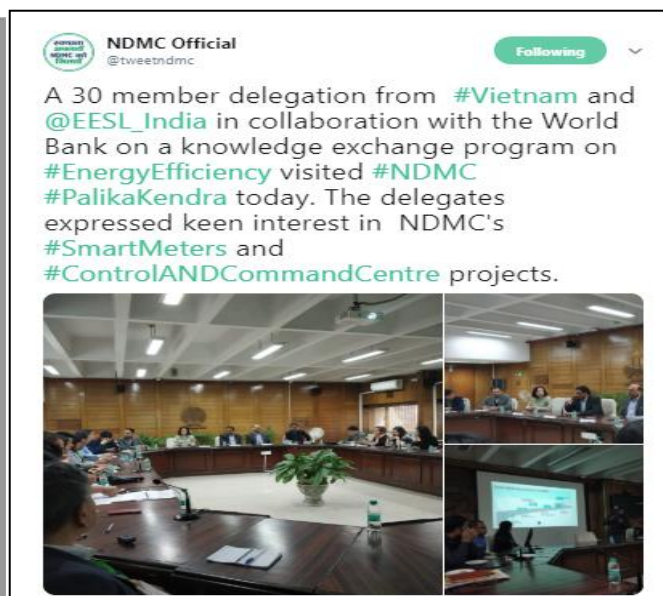 NDMC Official
@tweetndmc
Following
A 30 member delegation from #Vietnam and
@EESL_India in collaboration with the World
Bank on a knowledge exchange program on
#EnergyEfficiency visited #NDMC
#PalikaKendra today. The delegates
expressed keen interest in NDMC's
#SmartMeters and
#ControlANDCommandCentre projects.